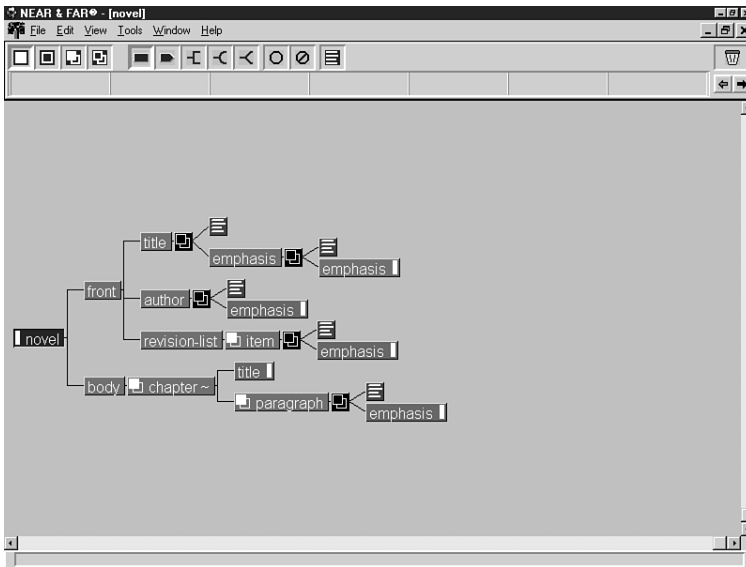 NEAR & FAR® - [novel]
File Edit View Tools Window Help
title
emphasis
emphasis
front
author
emphasis
novel
revision-list item
emphasis
body chapter ~
title
paragraph
emphasis